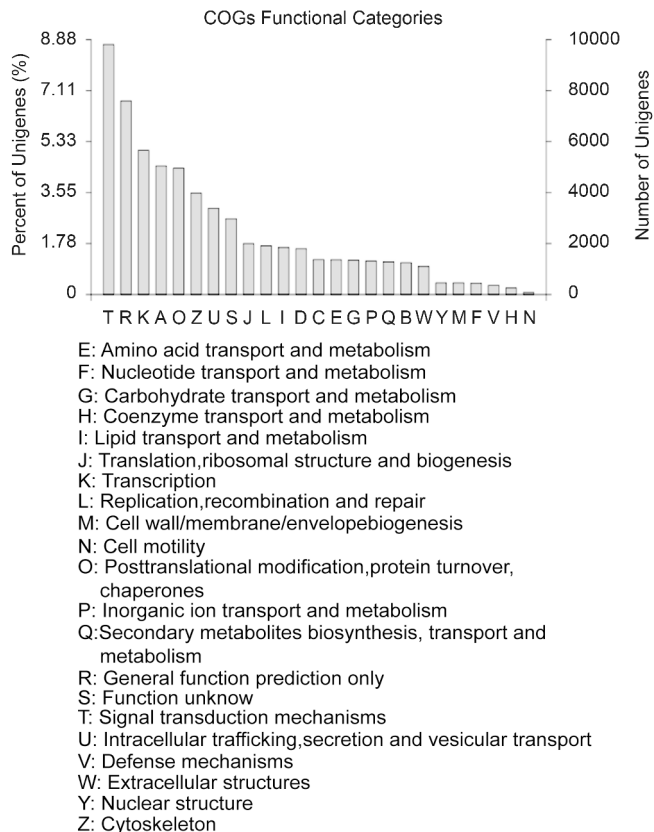 COGs Functional Categories
Percent of Unigenes (%)
8.88
7.11
5.33
3.55
1.78
0
10000
8000
6000
4000
2000
0
Number of Unigenes
T R K A O Z U S J L I D C E G P Q B W Y M F V H N
E: Amino acid transport and metabolism
F: Nucleotide transport and metabolism
G: Carbohydrate transport and metabolism
H: Coenzyme transport and metabolism
I: Lipid transport and metabolism
J: Translation,ribosomal structure and biogenesis
K: Transcription
L: Replication,recombination and repair
M: Cell wall/membrane/envelopebiogenesis
N: Cell motility
O: Posttranslational modification,protein turnover,
chaperones
P: Inorganic ion transport and metabolism
Q:Secondary metabolites biosynthesis, transport and
metabolism
R: General function prediction only
S: Function unknow
T: Signal transduction mechanisms
U: Intracellular trafficking,secretion and vesicular transport
V: Defense mechanisms
W: Extracellular structures
Y: Nuclear structure
Z: Cytoskeleton